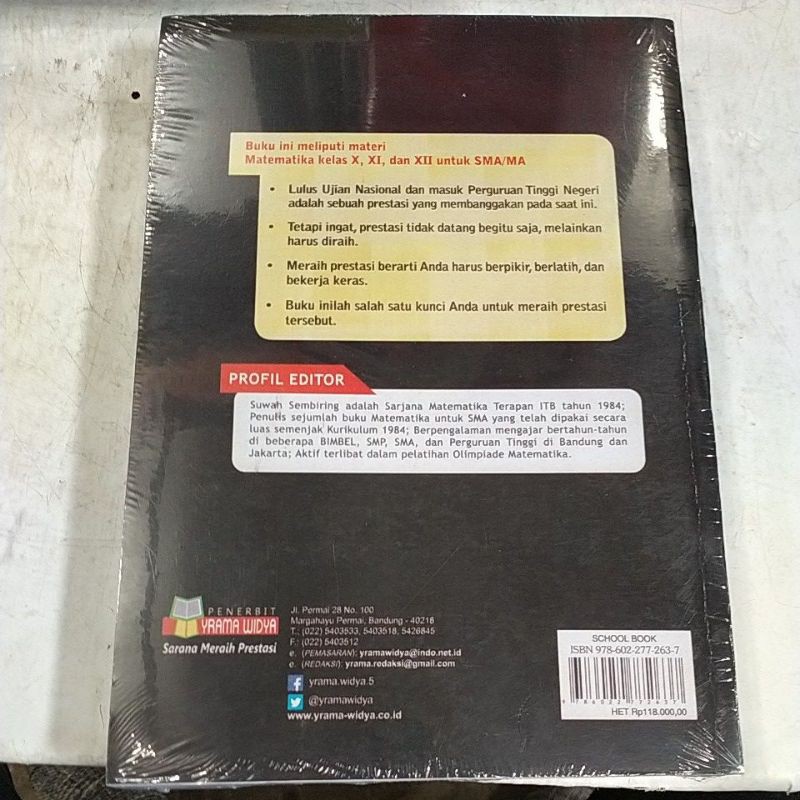 Buku ini meliputi materi
Matematika kelas X, XI, dan XII untuk SMA/MA
• Lulus Ujian Nasional dan masuk Perguruan Tinggi Negeri
adalah sebuah prestasi yang membanggakan pada saat ini.
• Tetapi ingat, prestasi tidak datang begitu saja, melainkan
harus diraih.
• Meraih prestasi berarti Anda harus berpikir, berlatih, dan
bekerja keras.
• Buku inilah salah satu kunci Anda untuk meraih prestasi
tersebut.
PROFIL EDITOR
Suwah Sembiring adalah Sarjana Matematika Terapan ITB tahun 1984;
Penulis sejumlah buku Matematika untuk SMA yang telah dipakai secara
luas semenjak Kurikulum 1984; Berpengalaman mengajar bertahun-tahun
di beberapa BIMBEL, SMP, SMA, dan Perguruan Tinggi di Bandung dan
Jakarta; Aktif terlibat dalam pelatihan Olimpiade Matematika.
PENERBIT
YRAMA WIDYA
Sarana Meraih Prestasi
Jl. Permai 28 No. 100
Margahayu Permai, Bandung - 40218
T.: (022) 5403533, 5403518, 5426845
F.: (022) 5403512
e. (PEMASARAN): yramawidya@indo.net.id
e. (REDAKSI): yrama.redaksi@gmail.com
yrama.widya.5
@yramawidya
www.yrama-widya.co.id
SCHOOL BOOK
ISBN 978-602-277-263-7
9 786022 772637
HET Rp118.000,00